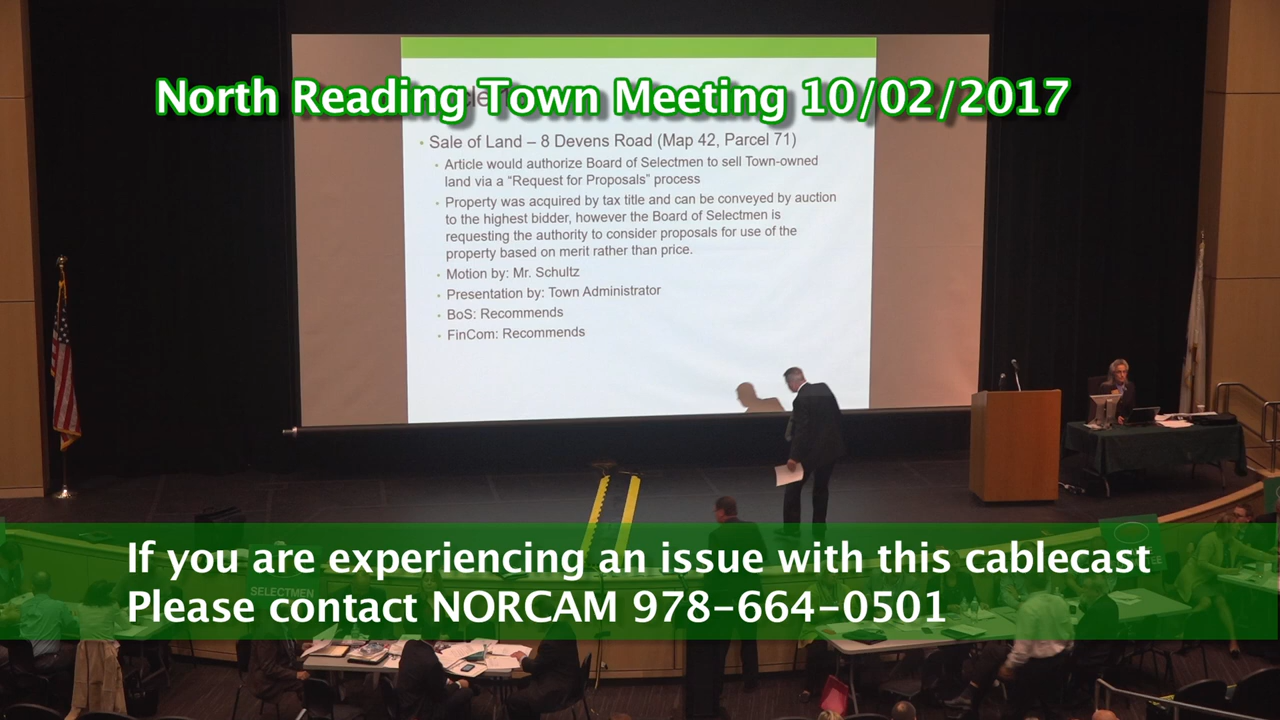 North Reading Town Meeting 10/02/2017
• Sale of Land – 8 Devens Road (Map 42, Parcel 71)
• Article would authorize Board of Selectmen to sell Town-owned
land via a “Request for Proposals” process
• Property was acquired by tax title and can be conveyed by auction
to the highest bidder, however the Board of Selectmen is
requesting the authority to consider proposals for use of the
property based on merit rather than price.
• Motion by: Mr. Schultz
• Presentation by: Town Administrator
• BoS: Recommends
• FinCom: Recommends
If you are experiencing an issue with this cablecast
SELECTMEN
Please contact NORCAM 978-664-0501